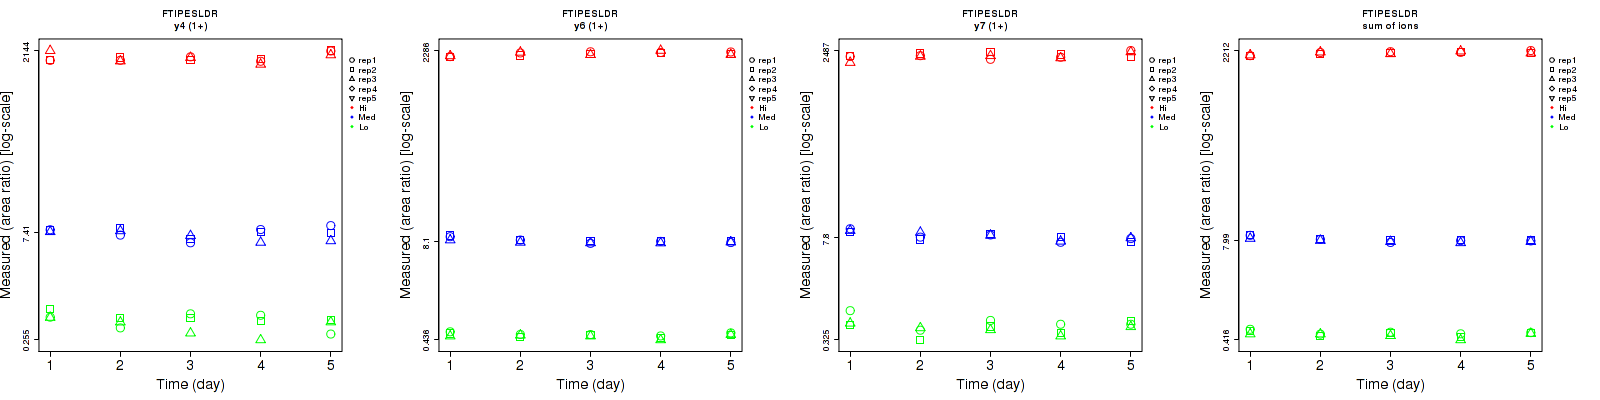 FTIPESLDR
y4 (1+)
Measured (area ratio) [log-scale]
2144
7.41
0.255
1 2 3 4 5
Time (day)
rep1
rep2
rep3
rep4
rep5
Hi
Med
Lo
FTIPESLDR
y6 (1+)
Measured (area ratio) [log-scale]
2286
8.1
0.436
1 2 3 4 5
Time (day)
rep1
rep2
rep3
rep4
rep5
Hi
Med
Lo
FTIPESLDR
y7 (1+)
Measured (area ratio) [log-scale]
2487
7.8
0.325
1 2 3 4 5
Time (day)
rep1
rep2
rep3
rep4
rep5
Hi
Med
Lo
FTIPESLDR
sum of ions
Measured (area ratio) [log-scale]
2212
7.99
0.416
1 2 3 4 5
Time (day)
rep1
rep2
rep3
rep4
rep5
Hi
Med
Lo